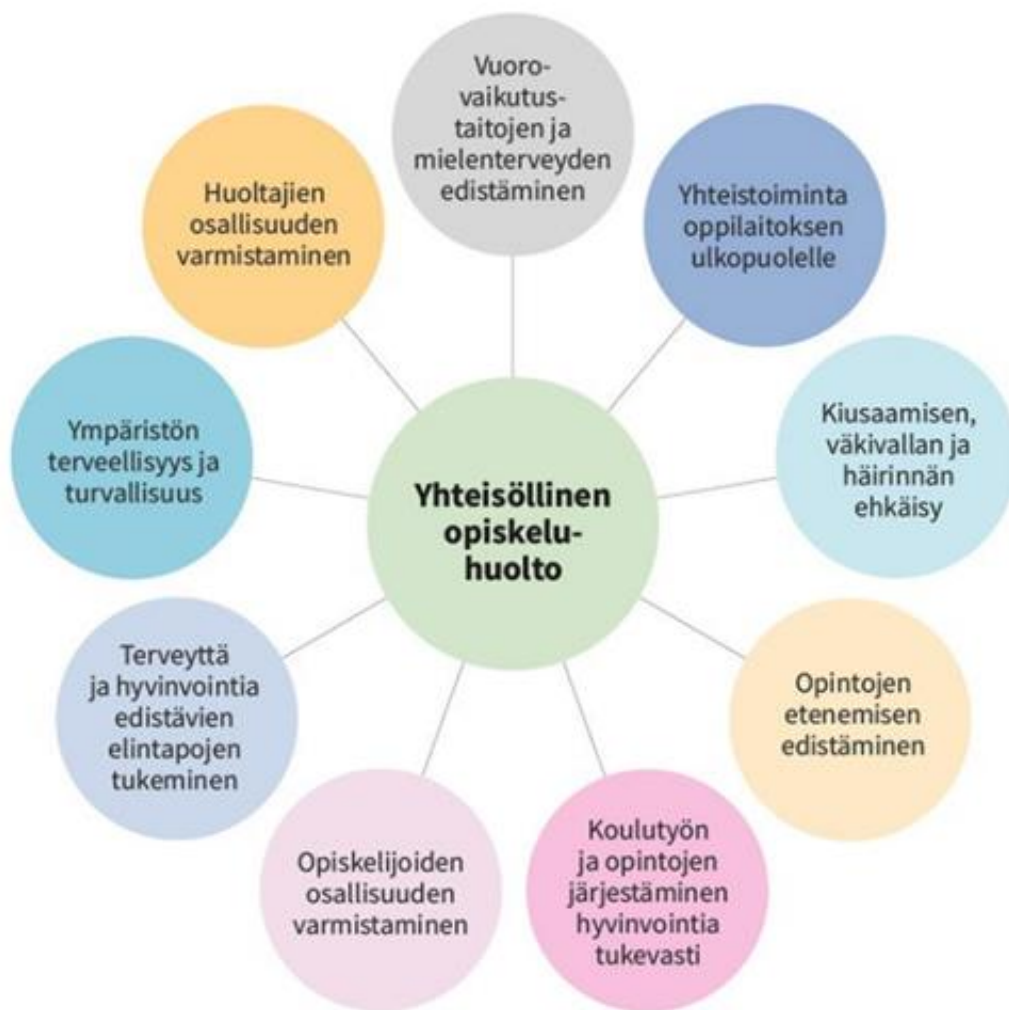 Vuoro-
vaikutus-
taitojen ja
mielenterveyden
edistäminen
Yhteistoiminta
oppilaitoksen
ulkopuolelle
Kiusaamisen,
väkivallan ja
häirinnän
ehkäisy
Opintojen
etenemisen
edistäminen
Koulutyön
ja opintojen
järjestäminen
hyvinvointia
tukevasti
Opiskelijoiden
osallisuuden
varmistaminen
Terveyttä
ja hyvinvointia
edistävien
elintapojen
tukeminen
Ympäristön
terveellisyys ja
turvallisuus
Huoltajien
osallisuuden
varmistaminen
Yhteisöllinen
opiskelu-
huolto